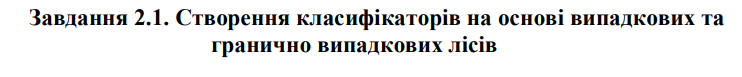 Завдання 2.1. Створення класифікаторів на основі випадкових та
гранично випадкових лісів